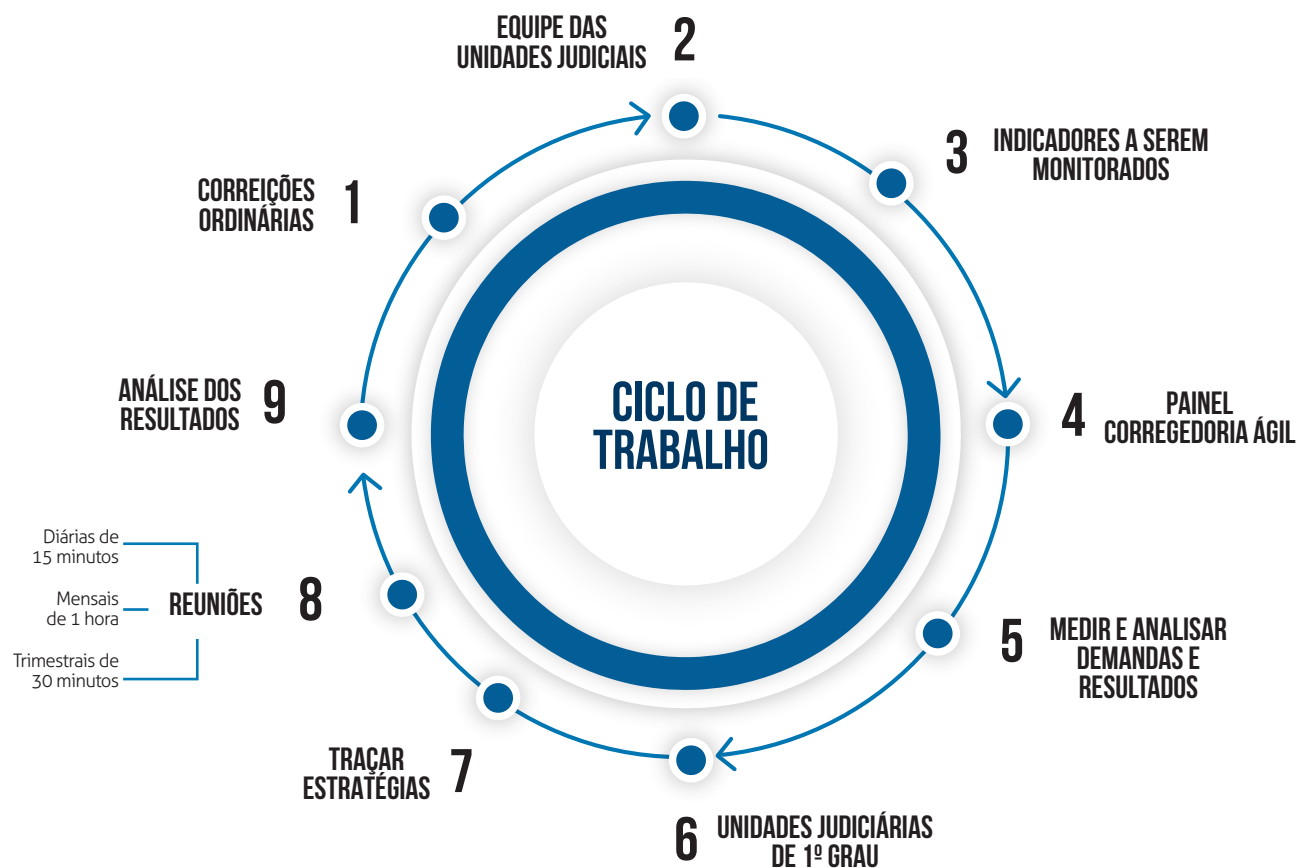 CICLO DE
TRABALHO
1
CORREIÇÕES
ORDINÁRIAS
2
EQUIPE DAS
UNIDADES JUDICIAIS
3
INDICADORES A SEREM
MONITORADOS
4
PAINEL
CORREGEDORIA ÁGIL
5
MEDIR E ANALISAR
DEMANDAS E
RESULTADOS
6
UNIDADES JUDICIÁRIAS
DE 1º GRAU
7
TRAÇAR
ESTRATÉGIAS
8
REUNIÕES
Diárias de
15 minutos
Mensais
de 1 hora
Trimestrais de
30 minutos
9
ANÁLISE DOS
RESULTADOS